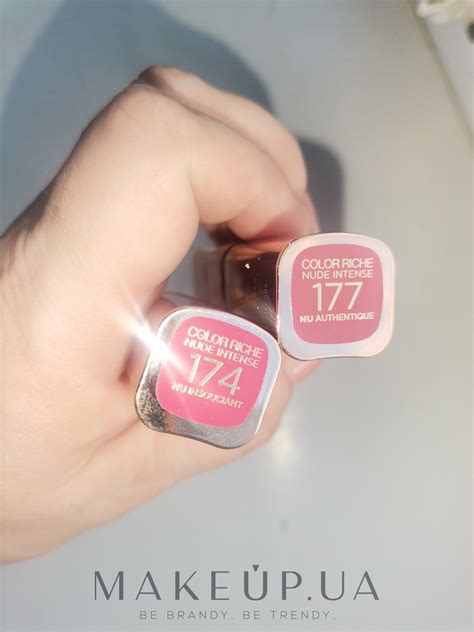 COLOR RICHE
NUDE INTENSE
177
NU AUTHENTIQUE
COLOR RICHE
NUDE INTENSE
174
NU INSOUCIANT
MAKEUP.UA
BE BRANDY. BE TRENDY.